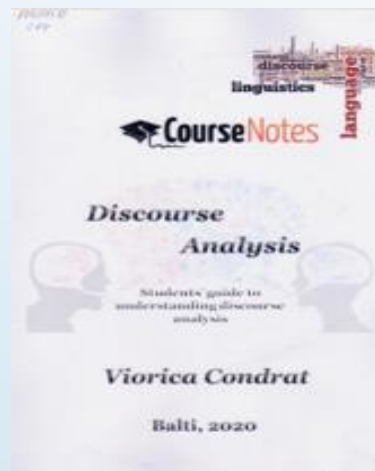 discourse
linguistics
language
CourseNotes
Discourse
Analysis
Students' guide to
understanding discourse
analysis
Viorica Condrat
Balti, 2020